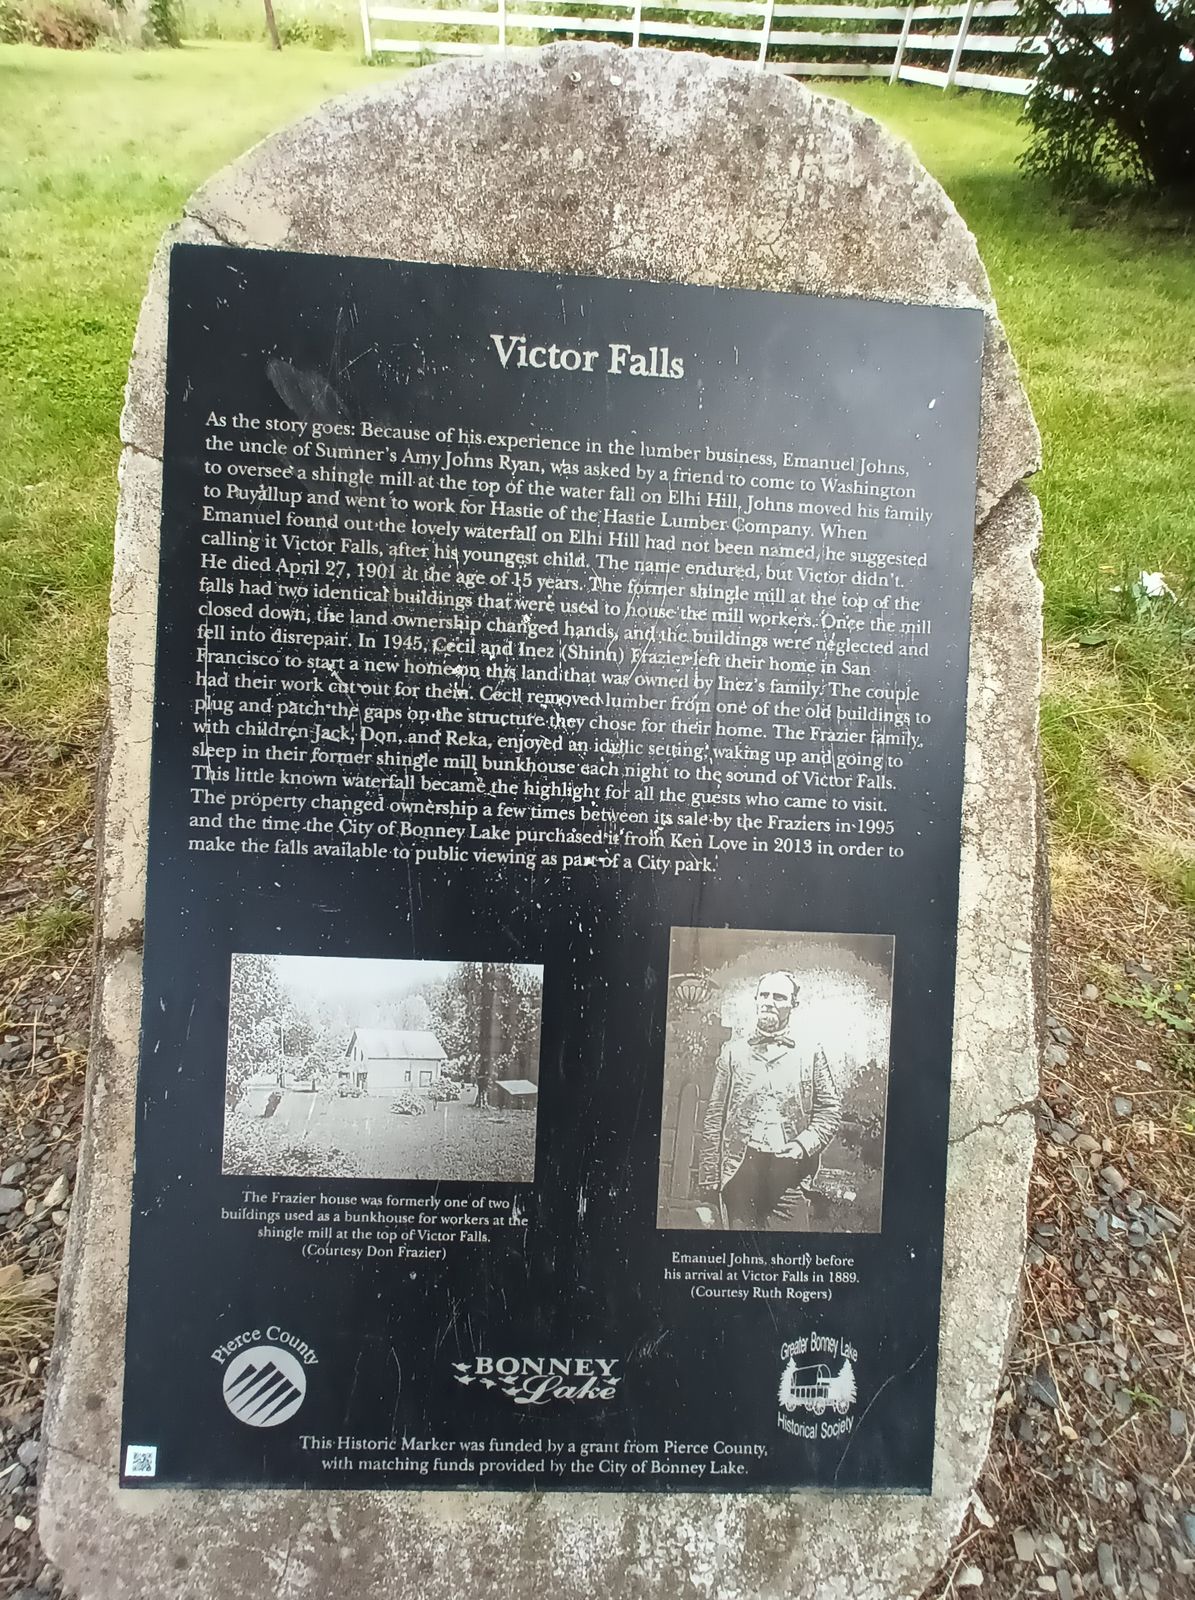 Victor Falls
As the story goes: Because of his experience in the lumber business, Emanuel Johns,
the uncle of Sumner's Amy Johns Ryan, was asked by a friend to come to Washington
to oversee a shingle mill at the top of the water fall on Elhi Hill, Johns moved his family
to Puyallup and went to work for Hastie of the Hastie Lumber Company. When
Emanuel found out the lovely waterfall on Elhi Hill had not been named, he suggested
calling it Victor Falls, after his youngest child. The name endured, but Victor didn't.
He died April 27, 1901 at the age of 15 years. The former shingle mill at the top of the
falls had two identical buildings that were used to house the mill workers. Once the mill
closed down, the land ownership changed hands, and the buildings were neglected and
fell into disrepair. In 1945, Cecil and Inez (Shinn) Frazier left their home in San
Francisco to start a new home on this land that was owned by Inez's family. The couple
had their work cut out for them. Cecil removed lumber from one of the old buildings to
plug and patch the gaps on the structure they chose for their home. The Frazier family,
with children Jack, Don, and Reka, enjoyed an idyllic setting, waking up and going to
sleep in their former shingle mill bunkhouse each night to the sound of Victor Falls.
This little known waterfall became the highlight for all the guests who came to visit.
The property changed ownership a few times between its sale by the Fraziers in 1995
and the time the City of Bonney Lake purchased it from Ken Love in 2013 in order to
make the falls available to public viewing as part of a City park.
The Frazier house was formerly one of two
buildings used as a bunkhouse for workers at the
shingle mill at the top of Victor Falls.
(Courtesy Don Frazier)
Emanuel Johns, shortly before
his arrival at Victor Falls in 1889.
(Courtesy Ruth Rogers)
Pierce County
BONNEY
Lake
Greater Bonney Lake
Historical Society
This Historic Marker was funded by a grant from Pierce County,
with matching funds provided by the City of Bonney Lake.